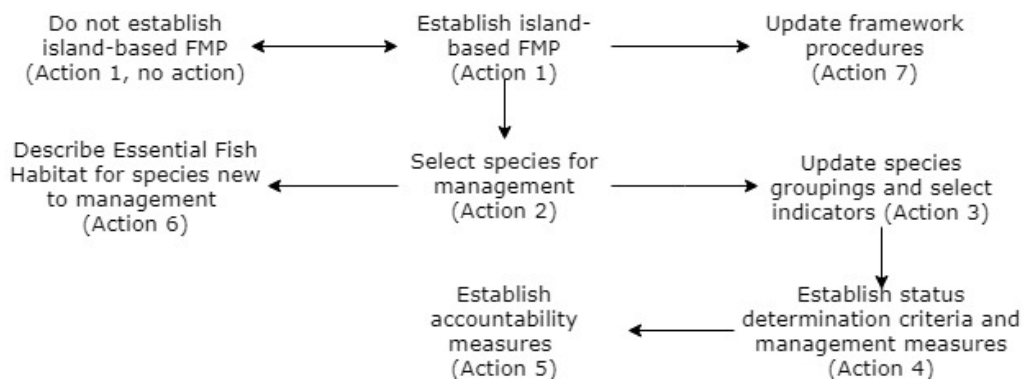 Do not establish
island-based FMP
(Action 1, no action)
Establish island-
based FMP
(Action 1)
Update framework
procedures
(Action 7)
Describe Essential Fish
Habitat for species new
to management
(Action 6)
Select species for
management
(Action 2)
Update species
groupings and select
indicators (Action 3)
Establish
accountability
measures
(Action 5)
Establish status
determination criteria and
management measures
(Action 4)